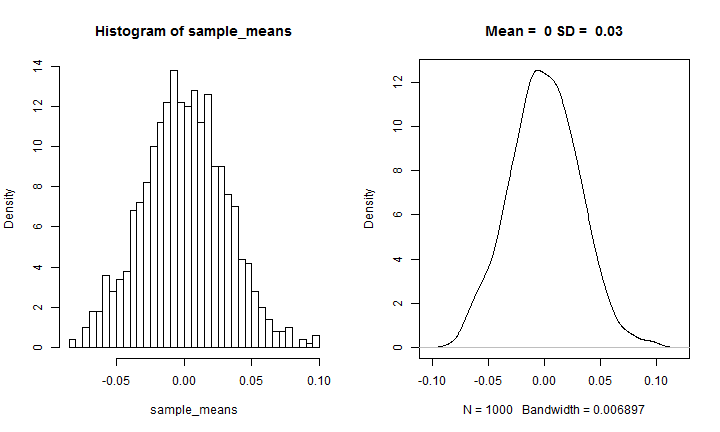 Histogram of sample_means
Density
0 2 4 6 8 10 12 14
-0.05 0.00 0.05 0.10
sample_means
Mean =  0 SD =  0.03
Density
0 2 4 6 8 10 12
-0.10 -0.05 0.00 0.05 0.10
N = 1000   Bandwidth = 0.006897